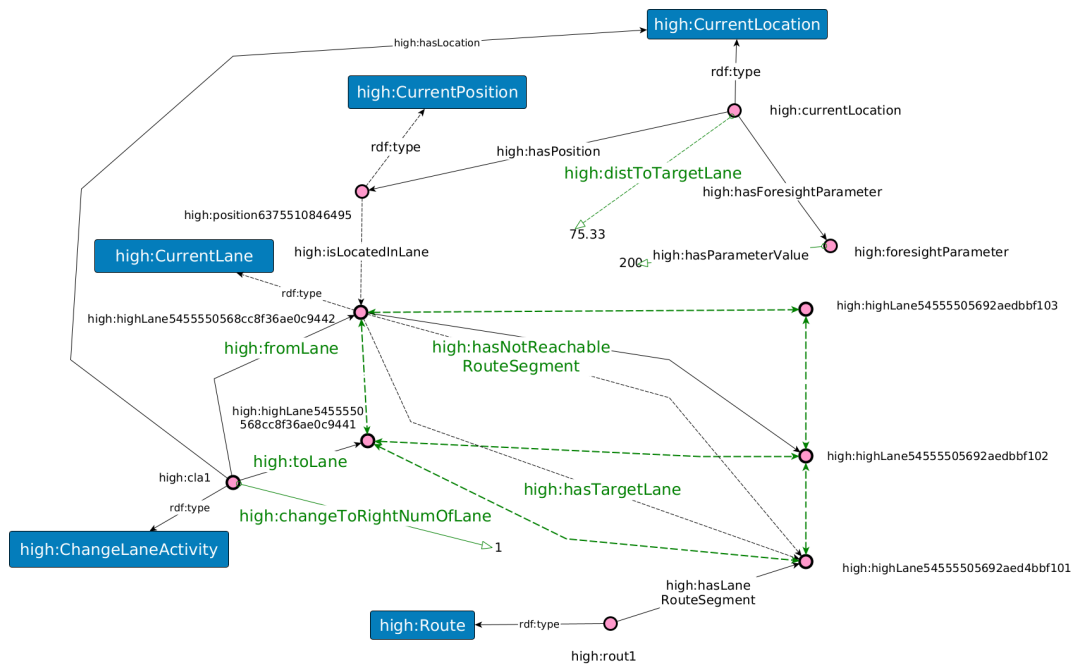 high:CurrentLocation
high:hasLocation
rdf:type
high:CurrentPosition
high:currentLocation
rdf:type
high:hasPosition
high:distToTargetLane
high:hasForesightParameter
high:position6375510846495
75.33
high:isLocatedInLane
high:CurrentLane
high:hasParameterValue
high:foresightParameter
200
rdf:type
high:highLane54555505692aedbbf103
high:highLane5455550568cc8f36ae0c9442
high:fromLane
high:hasNotReachable
RouteSegment
high:highLane5455550
568cc8f36ae0c9441
high:highLane54555505692aedbbf102
high:toLane
high:cla1
high:hasTargetLane
rdf:type
high:changeToRightNumOfLane
high:ChangeLaneActivity
1
high:highLane54555505692aed4bbf101
high:hasLane
RouteSegment
high:Route
rdf:type
high:rout1